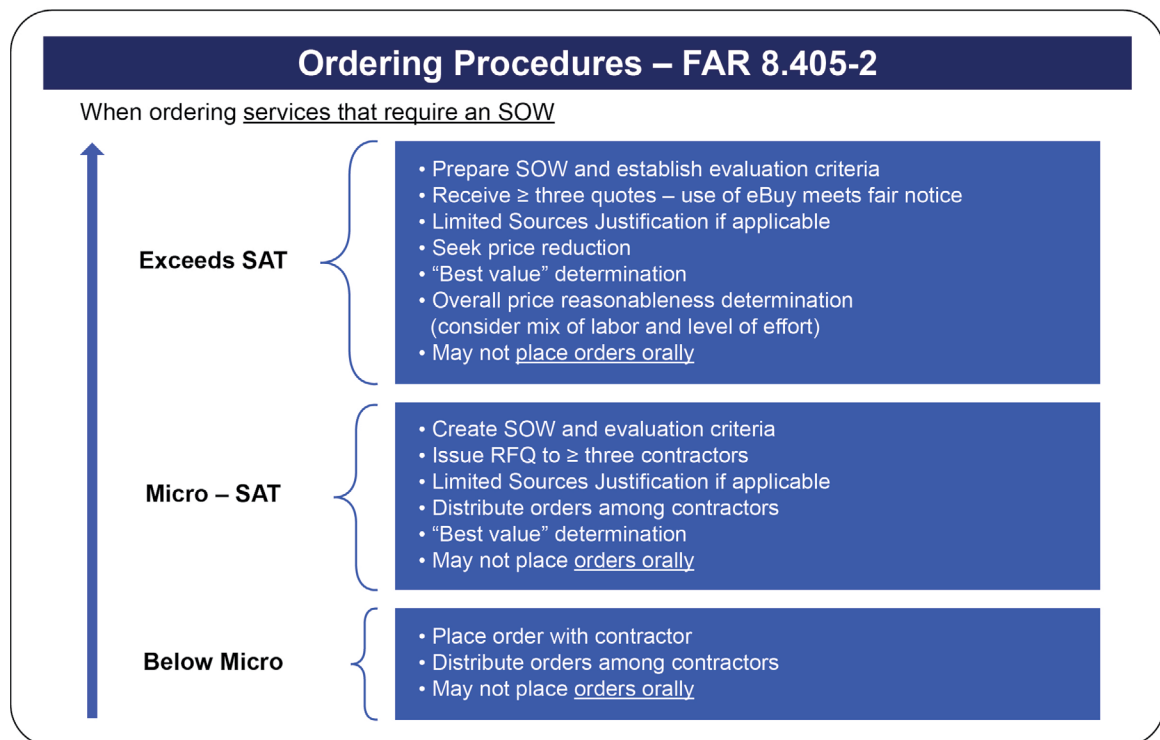 Ordering Procedures – FAR 8.405-2
When ordering services that require an SOW
Exceeds SAT
• Prepare SOW and establish evaluation criteria
• Receive ≥ three quotes – use of eBuy meets fair notice
• Limited Sources Justification if applicable
• Seek price reduction
• “Best value” determination
• Overall price reasonableness determination
(consider mix of labor and level of effort)
• May not place orders orally
Micro – SAT
• Create SOW and evaluation criteria
• Issue RFQ to ≥ three contractors
• Limited Sources Justification if applicable
• Distribute orders among contractors
• “Best value” determination
• May not place orders orally
Below Micro
• Place order with contractor
• Distribute orders among contractors
• May not place orders orally